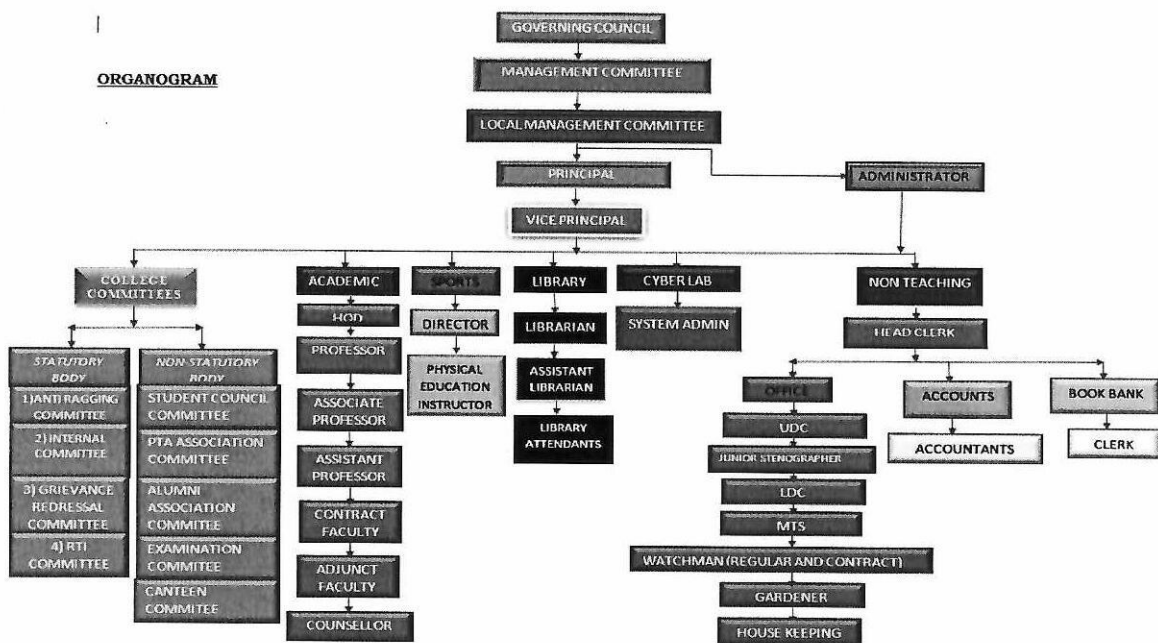 GOVERNING COUNCIL
ORGANOGRAM
MANAGEMENT COMMITTEE
LOCAL MANAGEMENT COMMITTEE
PRINCIPAL
ADMINISTRATOR
VICE PRINCIPAL
COLLEGE
COMMITTEES
STATUTORY
BODY
1)ANTI RAGGING
COMMITTEE
2) INTERNAL
COMMITTEE
3) GRIEVANCE
REDRESSAL
COMMITTEE
4) RTI
COMMITTEE
NON-STATUTORY
BODY
STUDENT COUNCIL
COMMITTEE
PTA ASSOCIATION
COMMITTEE
ALUMNI
ASSOCIATION
COMMITTEE
EXAMINATION
COMMITEE
CANTEEN
COMMITEE
ACADEMIC
HOD
PROFESSOR
ASSOCIATE
PROFESSOR
ASSISTANT
PROFESSOR
CONTRACT
FACULTY
ADJUNCT
FACULTY
COUNSELLOR
SPORTS
DIRECTOR
PHYSICAL
EDUCATION
INSTRUCTOR
LIBRARY
LIBRARIAN
ASSISTANT
LIBRARIAN
LIBRARY
ATTENDANTS
CYBER LAB
SYSTEM ADMIN
NON TEACHING
HEAD CLERK
OFFICE
UDC
JUNIOR STENOGRAPHER
LDC
MTS
WATCHMAN (REGULAR AND CONTRACT)
GARDENER
HOUSE KEEPING
ACCOUNTS
ACCOUNTANTS
BOOK BANK
CLERK